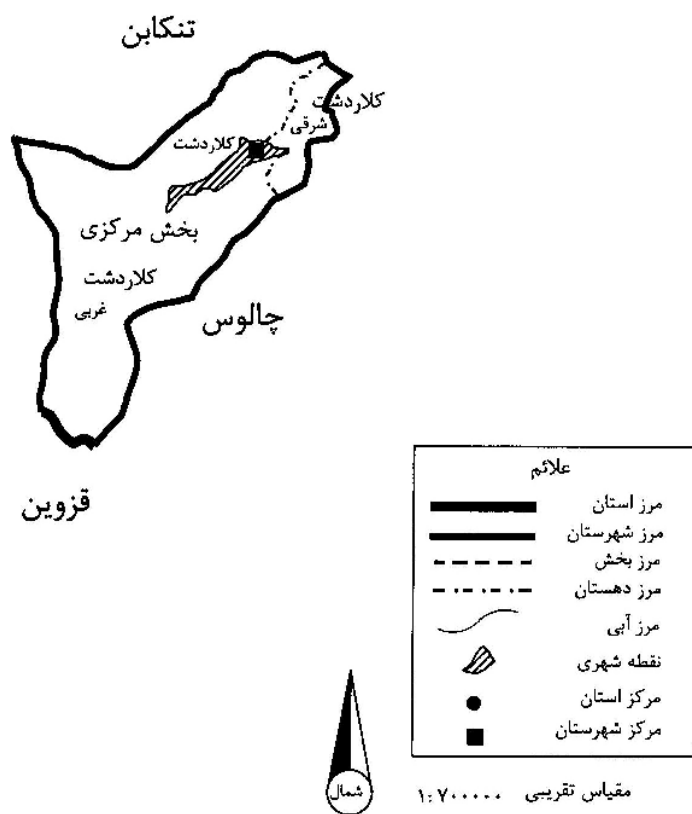 تنکابن
کلاردشت
شرقی
کلاردشت
بخش مرکزی
کلاردشت
غربی
چالوس
قزوین
علائم
مرز استان
مرز شهرستان
مرز بخش
مرز دهستان
مرز آبی
نقطه شهری
مرکز استان
مرکز شهرستان
شمال
مقیاس تقریبی ۱:۷۰۰۰۰۰